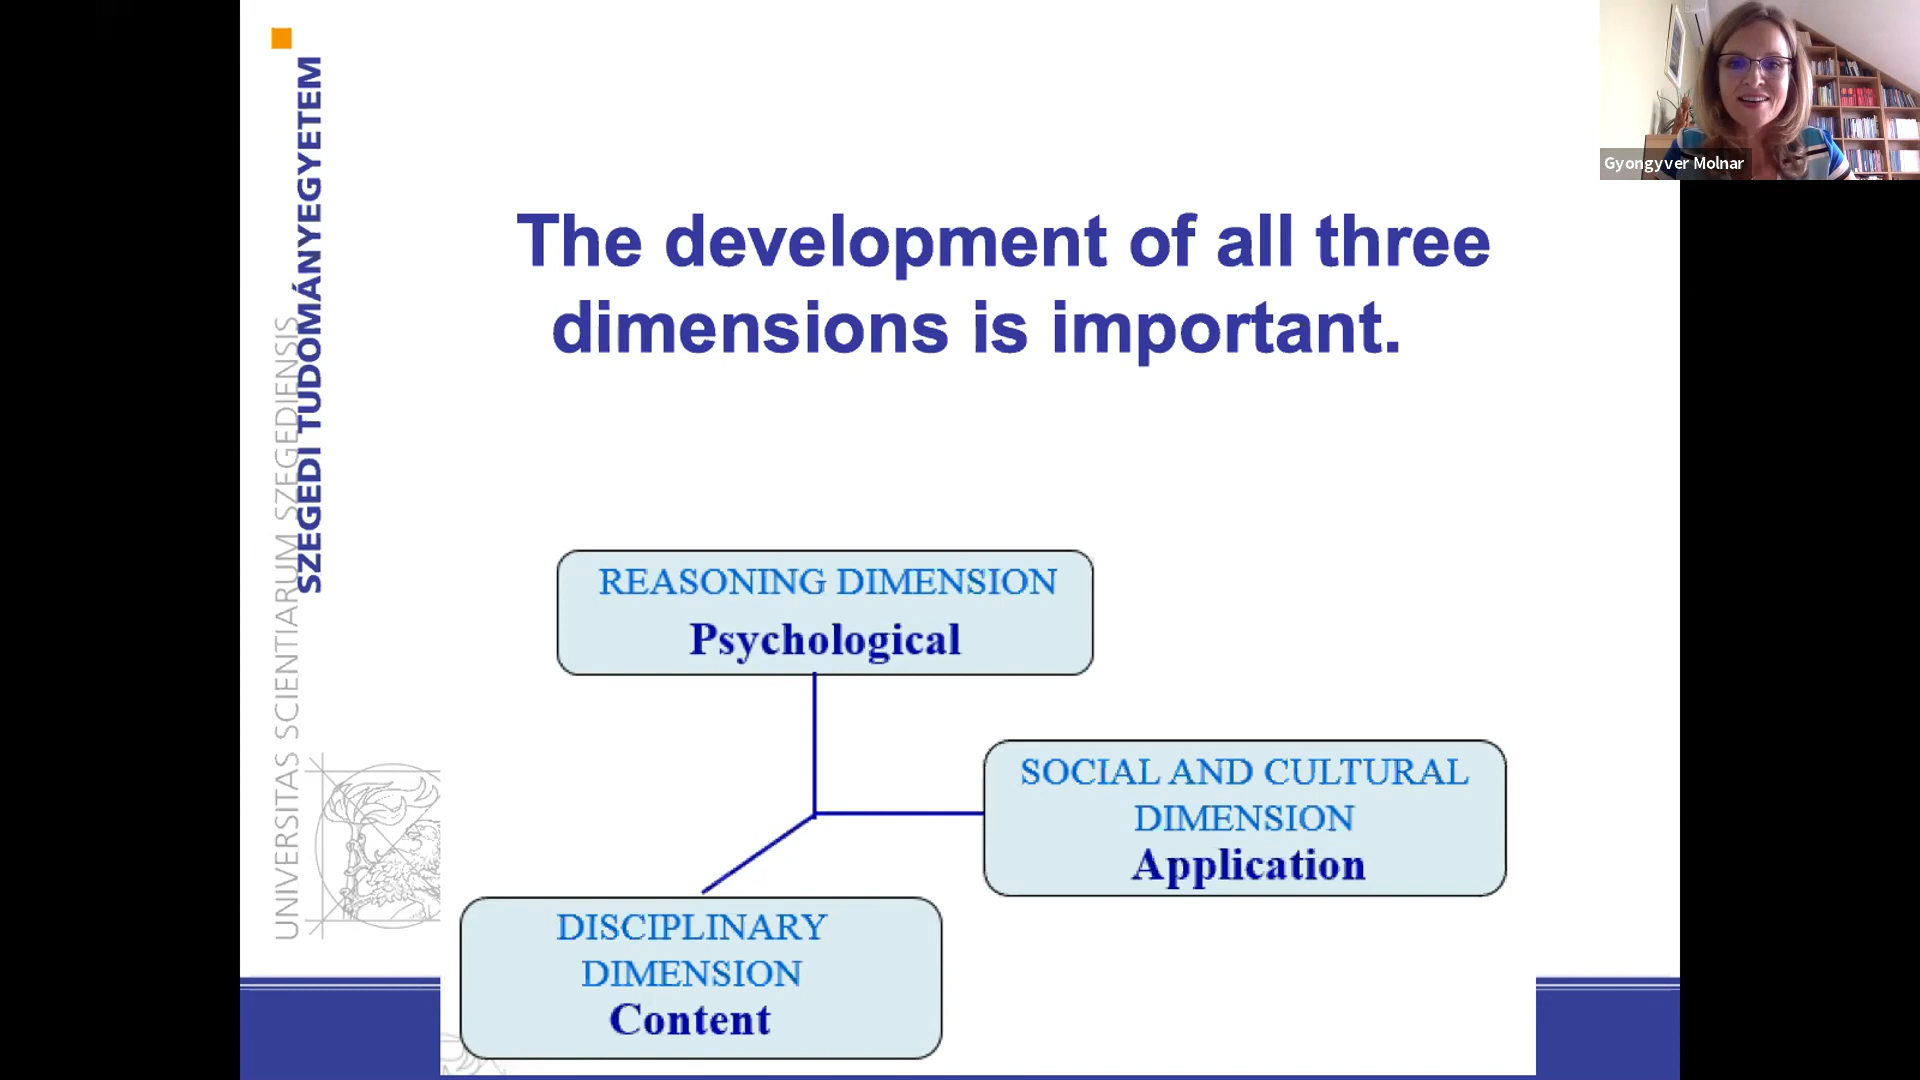 SZEGEDI TUDOMÁNYEGYETEM
UNIVERSITAS SCIENTIARUM SZEGEDIENSIS
Gyongyver Molnar
The development of all three
dimensions is important.
REASONING DIMENSION
Psychological
SOCIAL AND CULTURAL
DIMENSION
Application
DISCIPLINARY
DIMENSION
Content